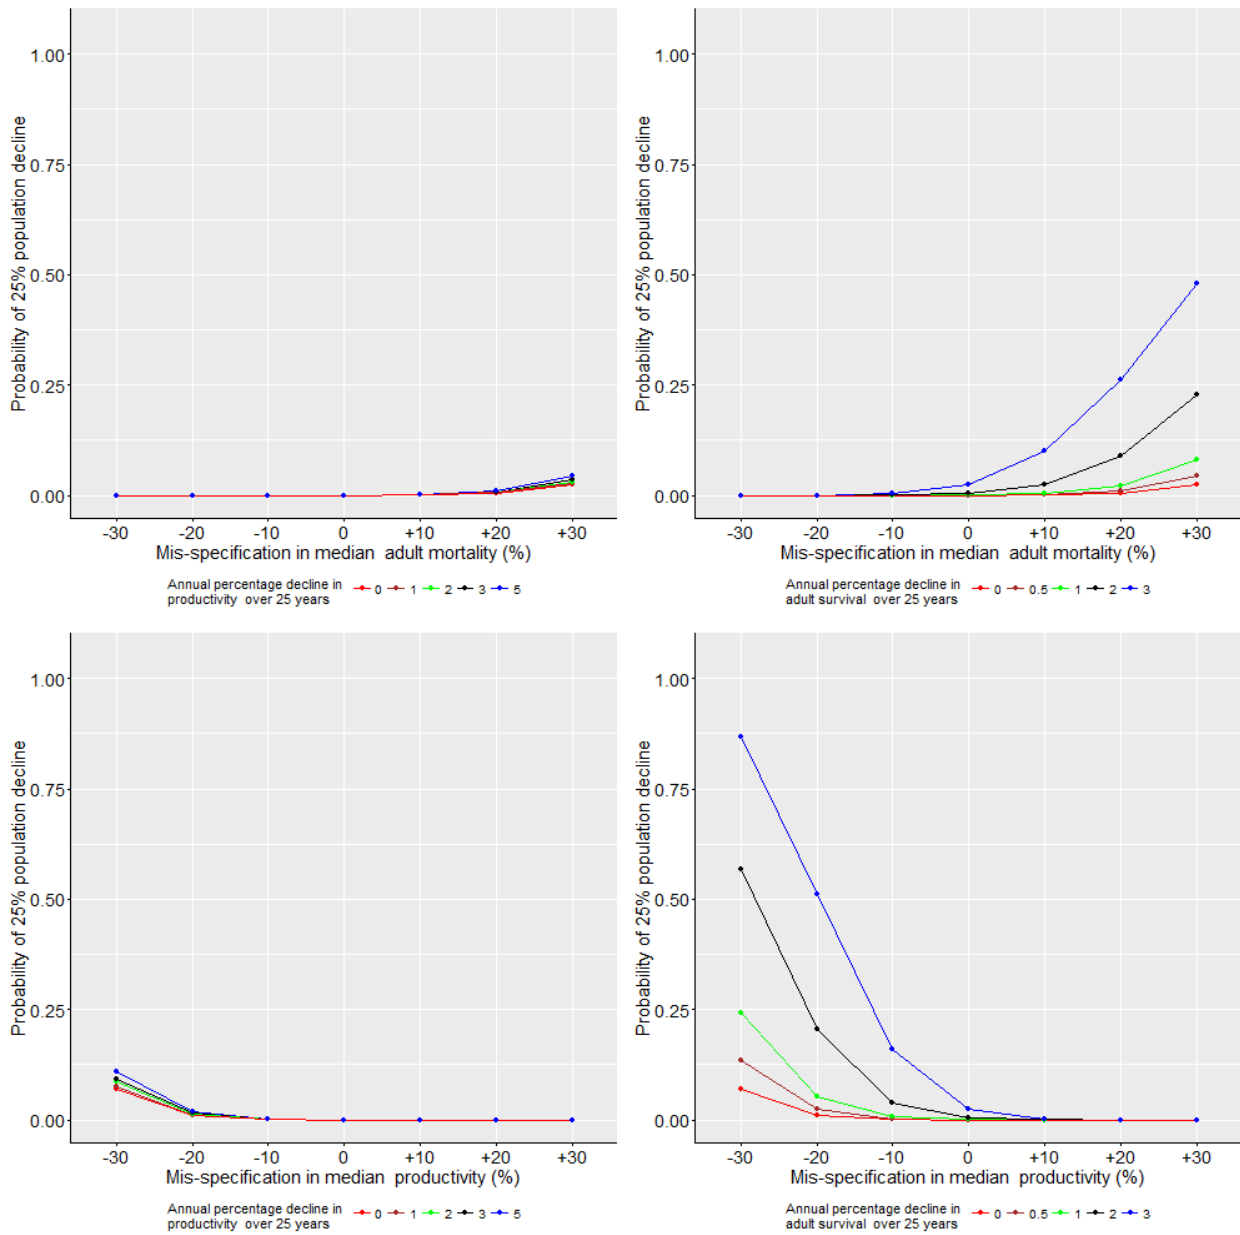 1.00
0.75
0.50
0.25
0.00
Probability of 25% population decline
-30 -20 -10 0 +10 +20 +30
Mis-specification in median adult mortality (%)
Annual percentage decline in
productivity over 25 years
0 1 2 3 5
1.00
0.75
0.50
0.25
0.00
Probability of 25% population decline
-30 -20 -10 0 +10 +20 +30
Mis-specification in median adult mortality (%)
Annual percentage decline in
adult survival over 25 years
0 0.5 1 2 3
1.00
0.75
0.50
0.25
0.00
Probability of 25% population decline
-30 -20 -10 0 +10 +20 +30
Mis-specification in median productivity (%)
Annual percentage decline in
productivity over 25 years
0 1 2 3 5
1.00
0.75
0.50
0.25
0.00
Probability of 25% population decline
-30 -20 -10 0 +10 +20 +30
Mis-specification in median productivity (%)
Annual percentage decline in
adult survival over 25 years
0 0.5 1 2 3